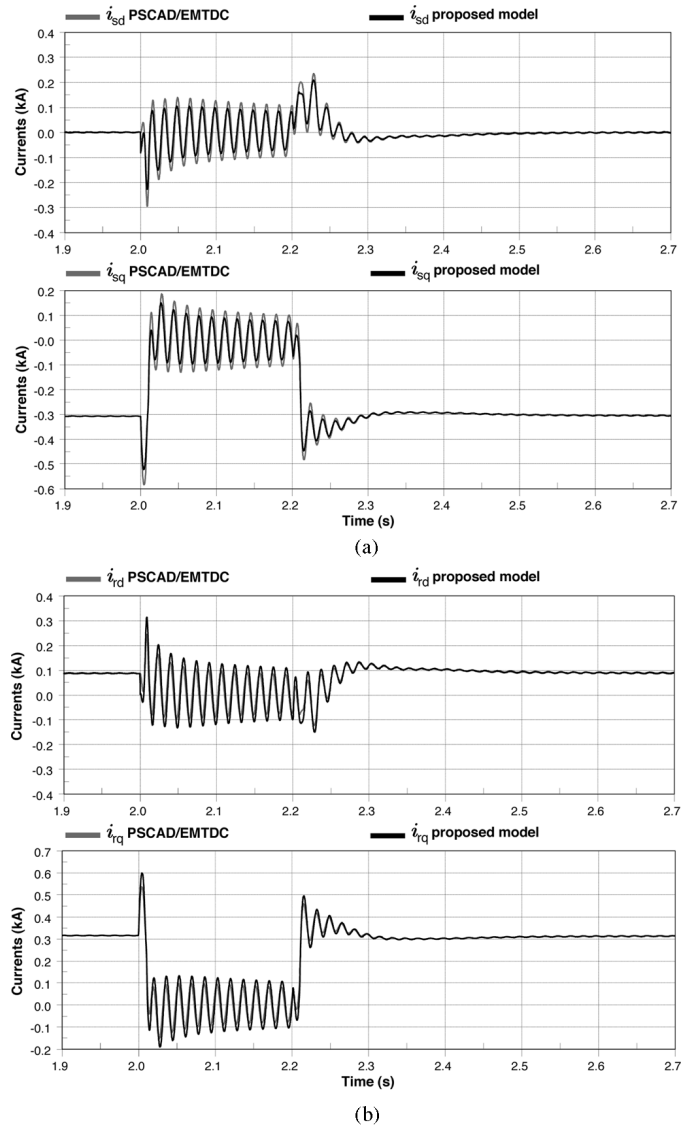 isd PSCAD/EMTDC isd proposed model
Currents (kA)
0.4
0.3
0.2
0.1
0.0
-0.1
-0.2
-0.3
0.4
1.9 2.0 2.1 2.2 2.3 2.4 2.5 2.6 2.7
isq PSCAD/EMTDC isq proposed model
Currents (kA)
0.2
0.1
-0.0
-0.1
-0.2
-0.3
-0.4
-0.5
-0.6
1.9 2.0 2.1 2.2 2.3 2.4 2.5 2.6 2.7
Time (s)
(a)
ird PSCAD/EMTDC ird proposed model
Currents (kA)
0.4
0.3
0.2
0.1
0.0
-0.1
-0.2
-0.3
-0.4
1.9 2.0 2.1 2.2 2.3 2.4 2.5 2.6 2.7
irq PSCAD/EMTDC irq proposed model
Currents (kA)
0.7
0.6
0.5
0.4
0.3
0.2
0.1
0.0
-0.1
-0.2
1.9 2.0 2.1 2.2 2.3 2.4 2.5 2.6 2.7
Time (s)
(b)